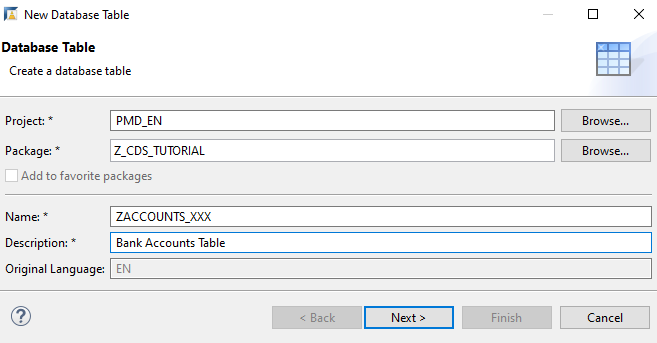 New Database Table
Database Table
Create a database table
Project: * PMD_EN Browse...
Package: * Z_CDS_TUTORIAL Browse...
Add to favorite packages
Name: * ZACCOUNTS_XXX
Description: * Bank Accounts Table
Original Language: EN
? < Back Next > Finish Cancel